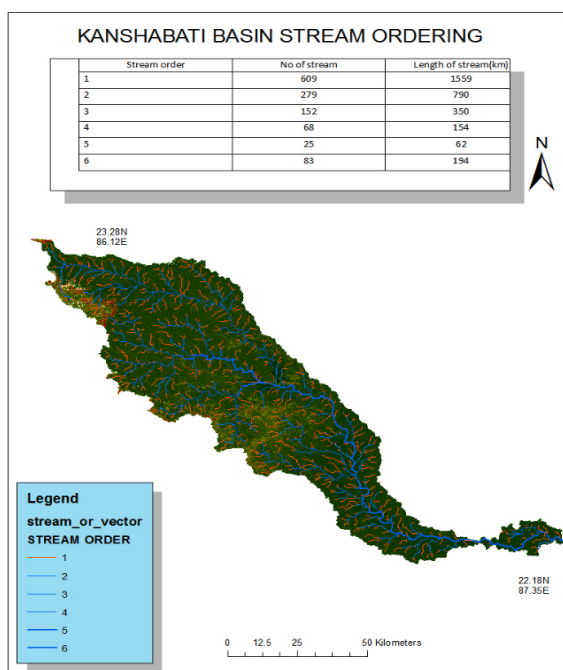 KANSHABATI BASIN STREAM ORDERING
Stream order No of stream Length of stream(km)
1 609 1559
2 279 790
3 152 350
4 68 154
5 25 62
6 83 194
N
23.28N
86.12E
Legend
stream_or_vector
STREAM ORDER
1
2
3
4
5
6
22.18N
87.35E
0 12.5 25 50 Kilometers